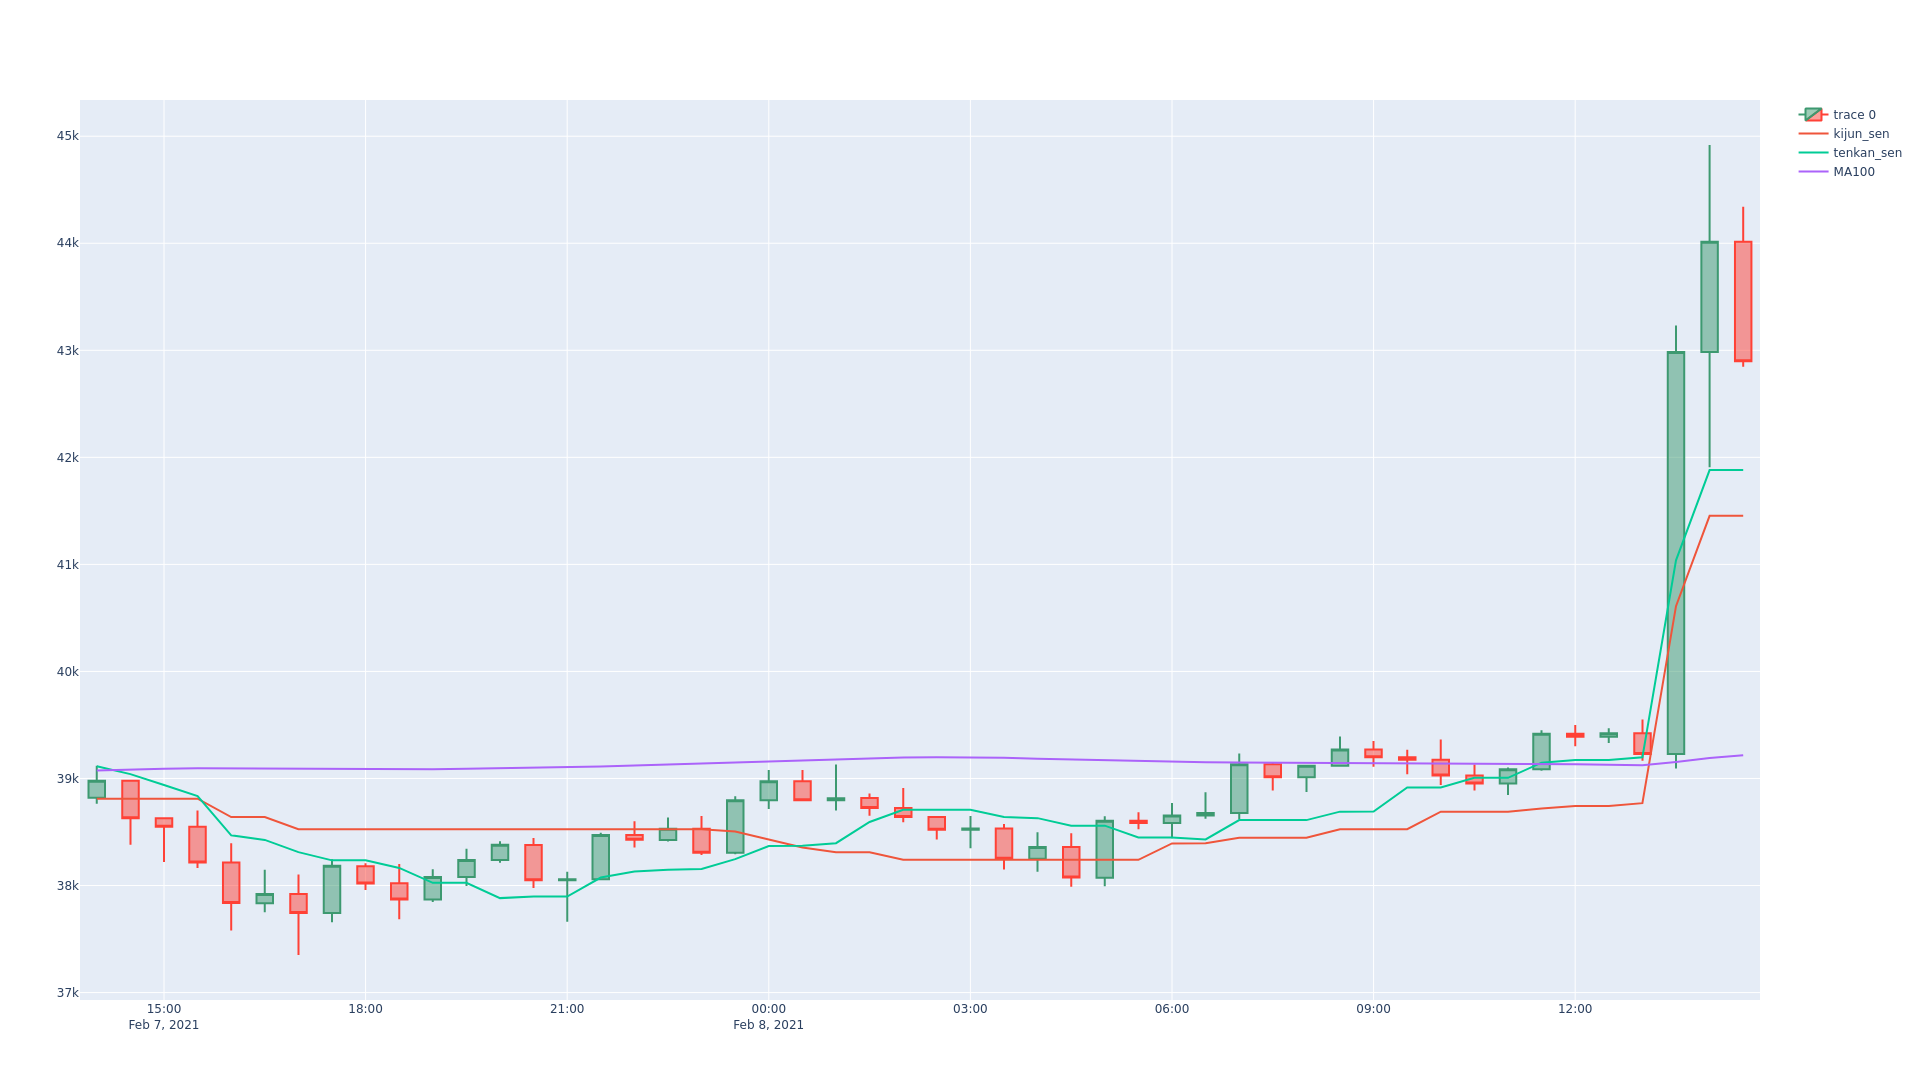 45k
44k
43k
42k
41k
40k
39k
38k
37k
15:00
Feb 7, 2021
18:00
21:00
00:00
Feb 8, 2021
03:00
06:00
09:00
12:00
trace 0
kijun_sen
tenkan_sen
MA100